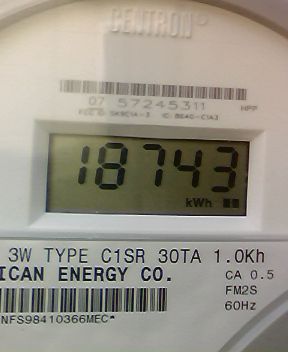 CENTRON
07 57245311 HPP
18743
kWh
3W TYPE C1SR 30TA 1.0Kh
ICAN ENERGY CO.
CA 0.5
FM2S
60Hz
NFS98410366MEC*